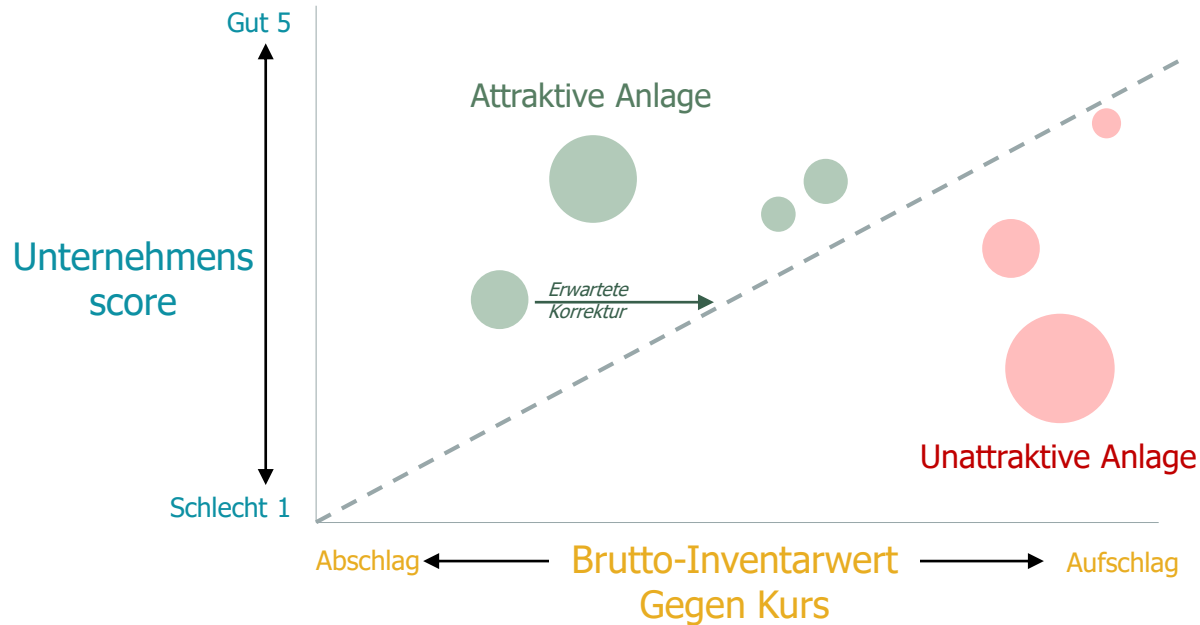 Gut 5
Attraktive Anlage
Unternehmens
score
Erwartete
Korrektur
Unattraktive Anlage
Schlecht 1
Abschlag
Brutto-Inventarwert
Gegen Kurs
Aufschlag